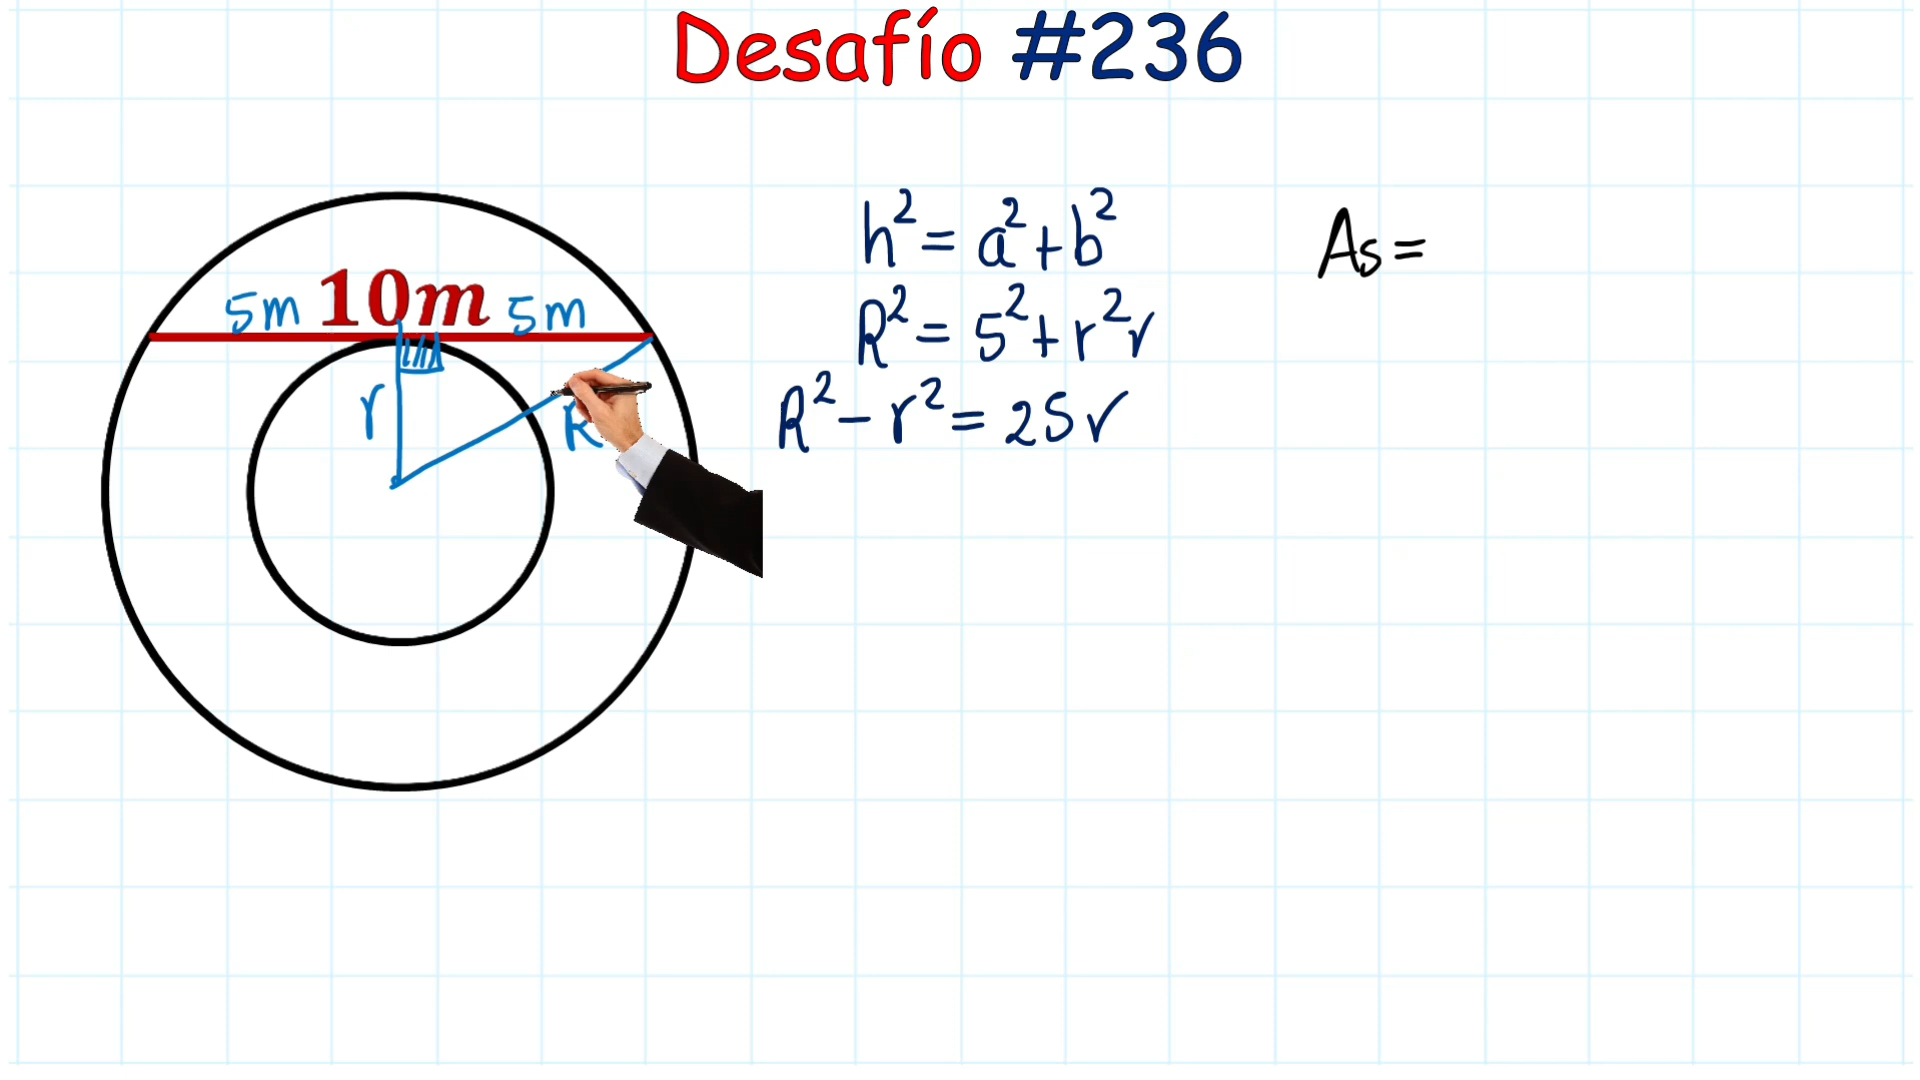 Desafío #236
5m 10m 5m
r
R
h² = a² + b²
R² = 5² + r² ✓
R² - r² = 25 ✓
As =